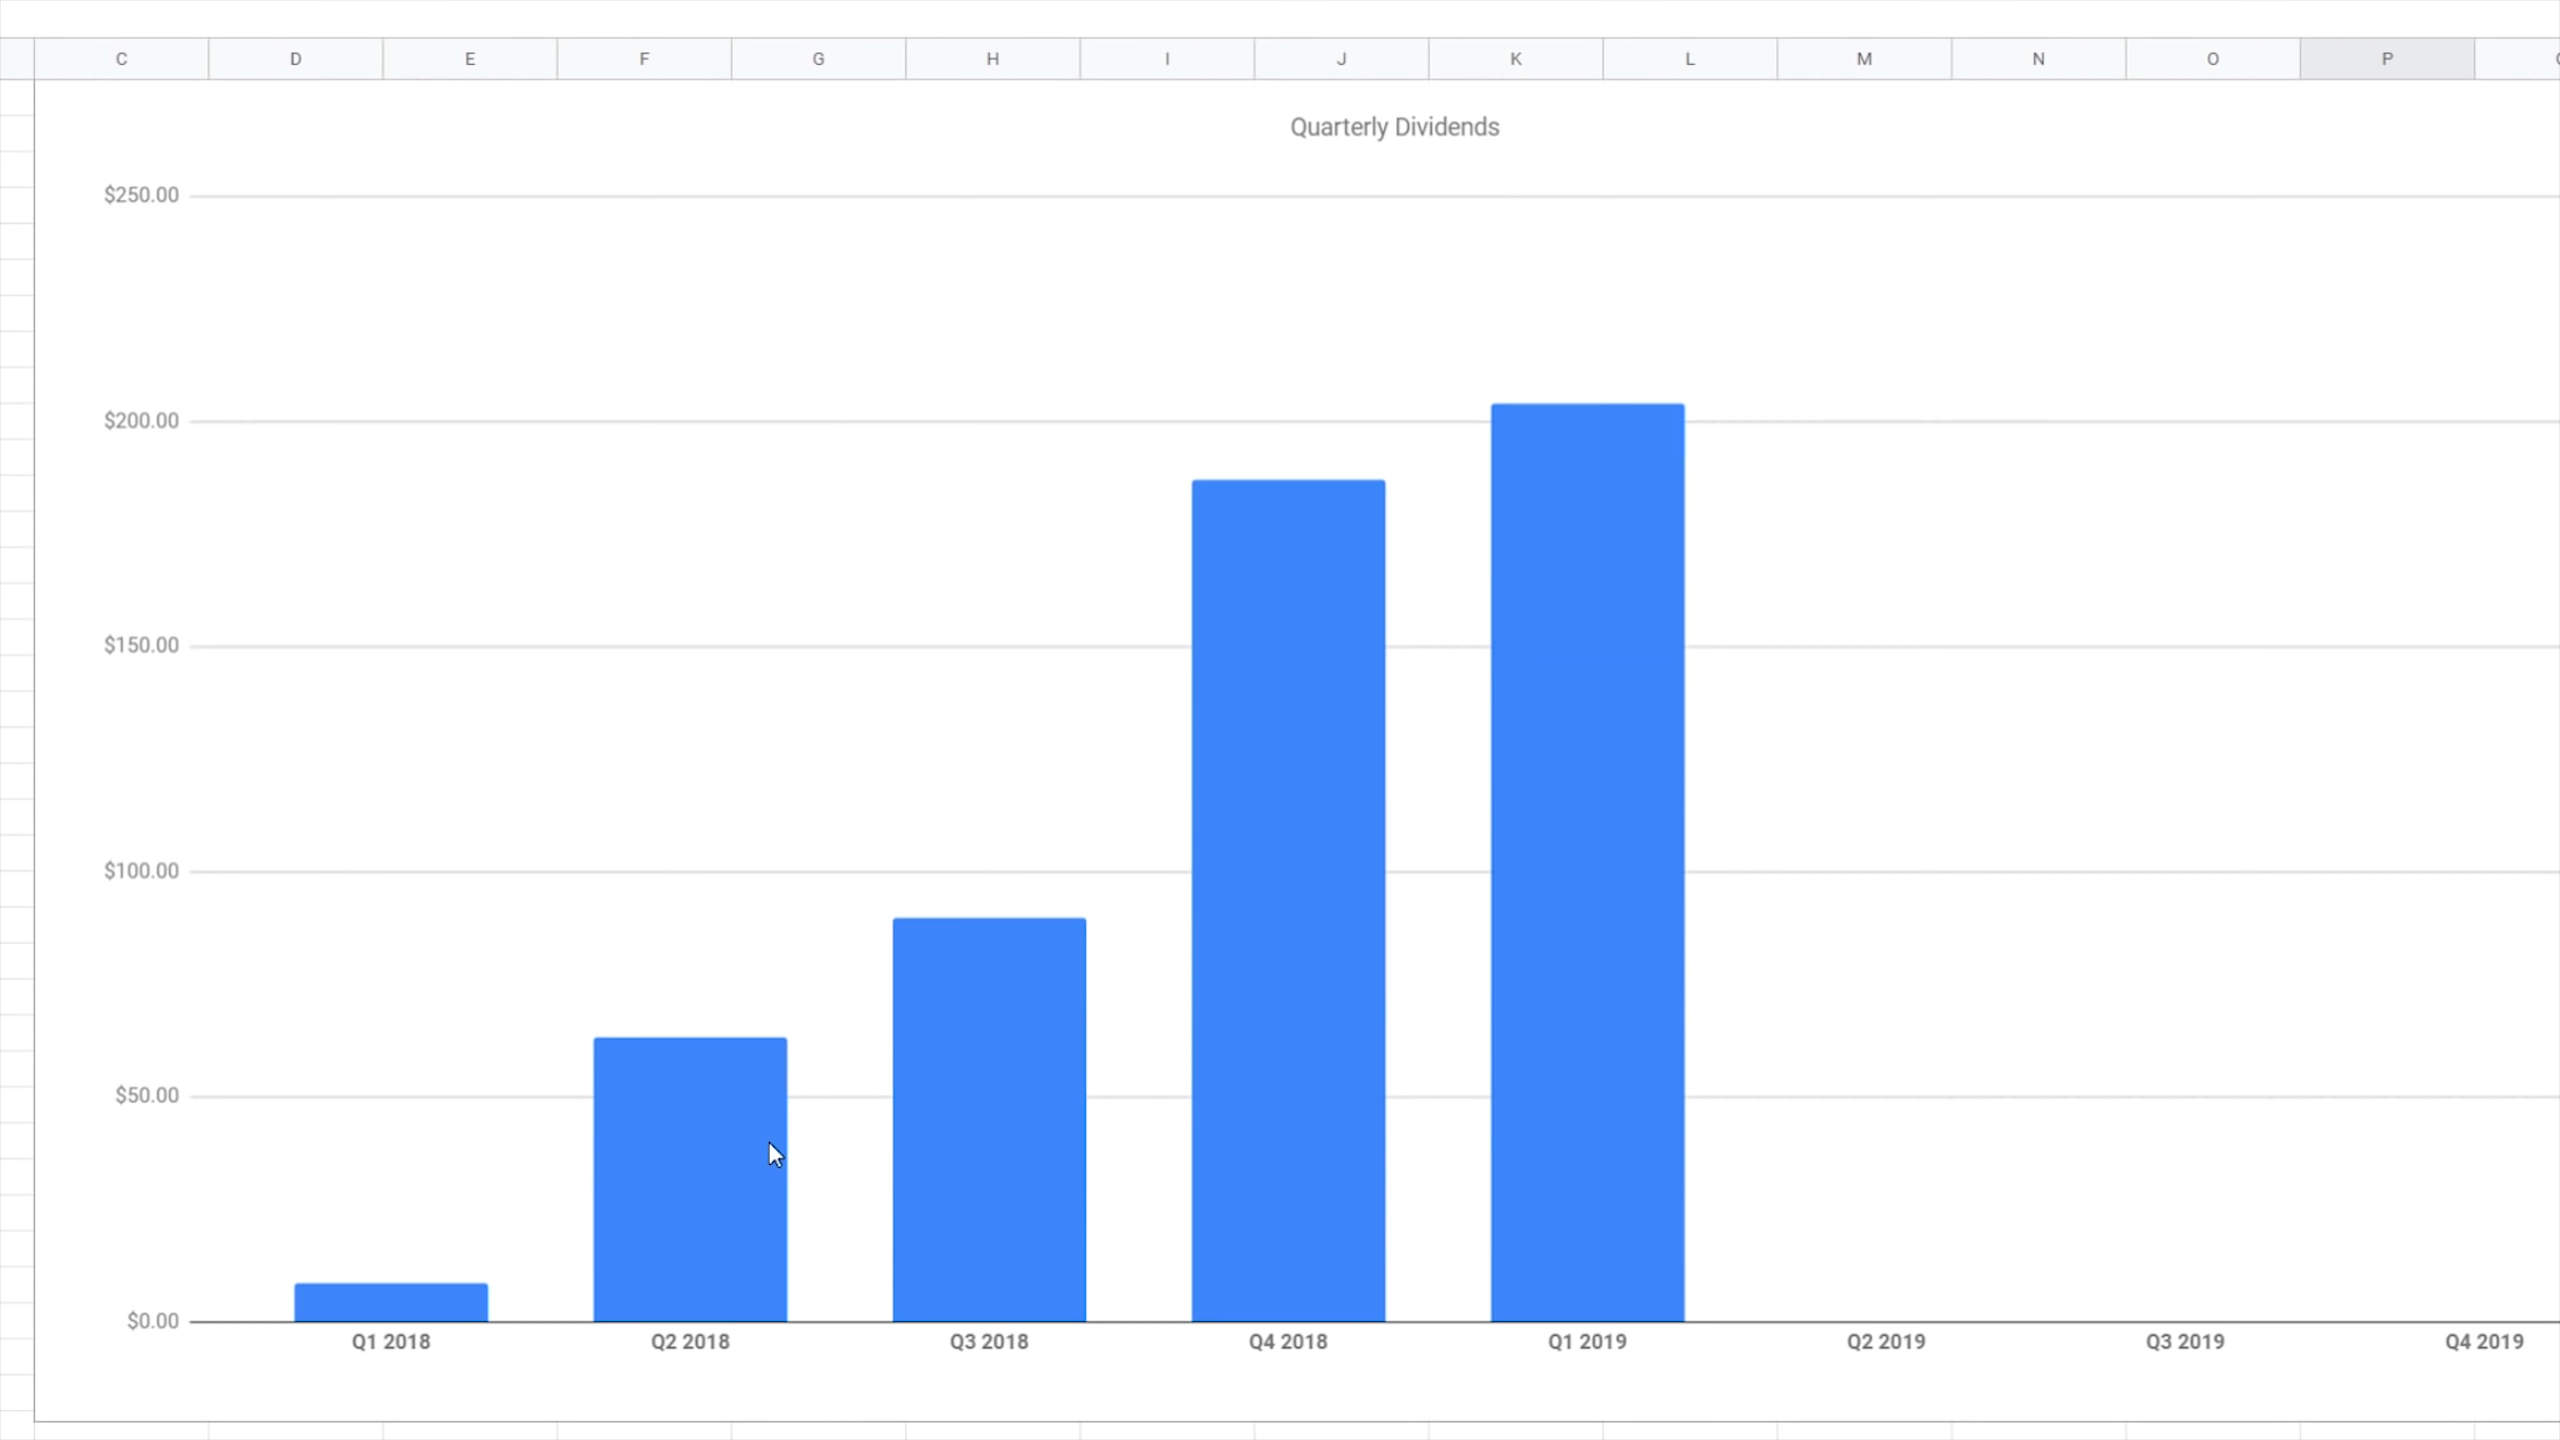 C D E F G H I J K L M N O P
Quarterly Dividends
$250.00
$200.00
$150.00
$100.00
$50.00
$0.00
Q1 2018 Q2 2018 Q3 2018 Q4 2018 Q1 2019 Q2 2019 Q3 2019 Q4 2019